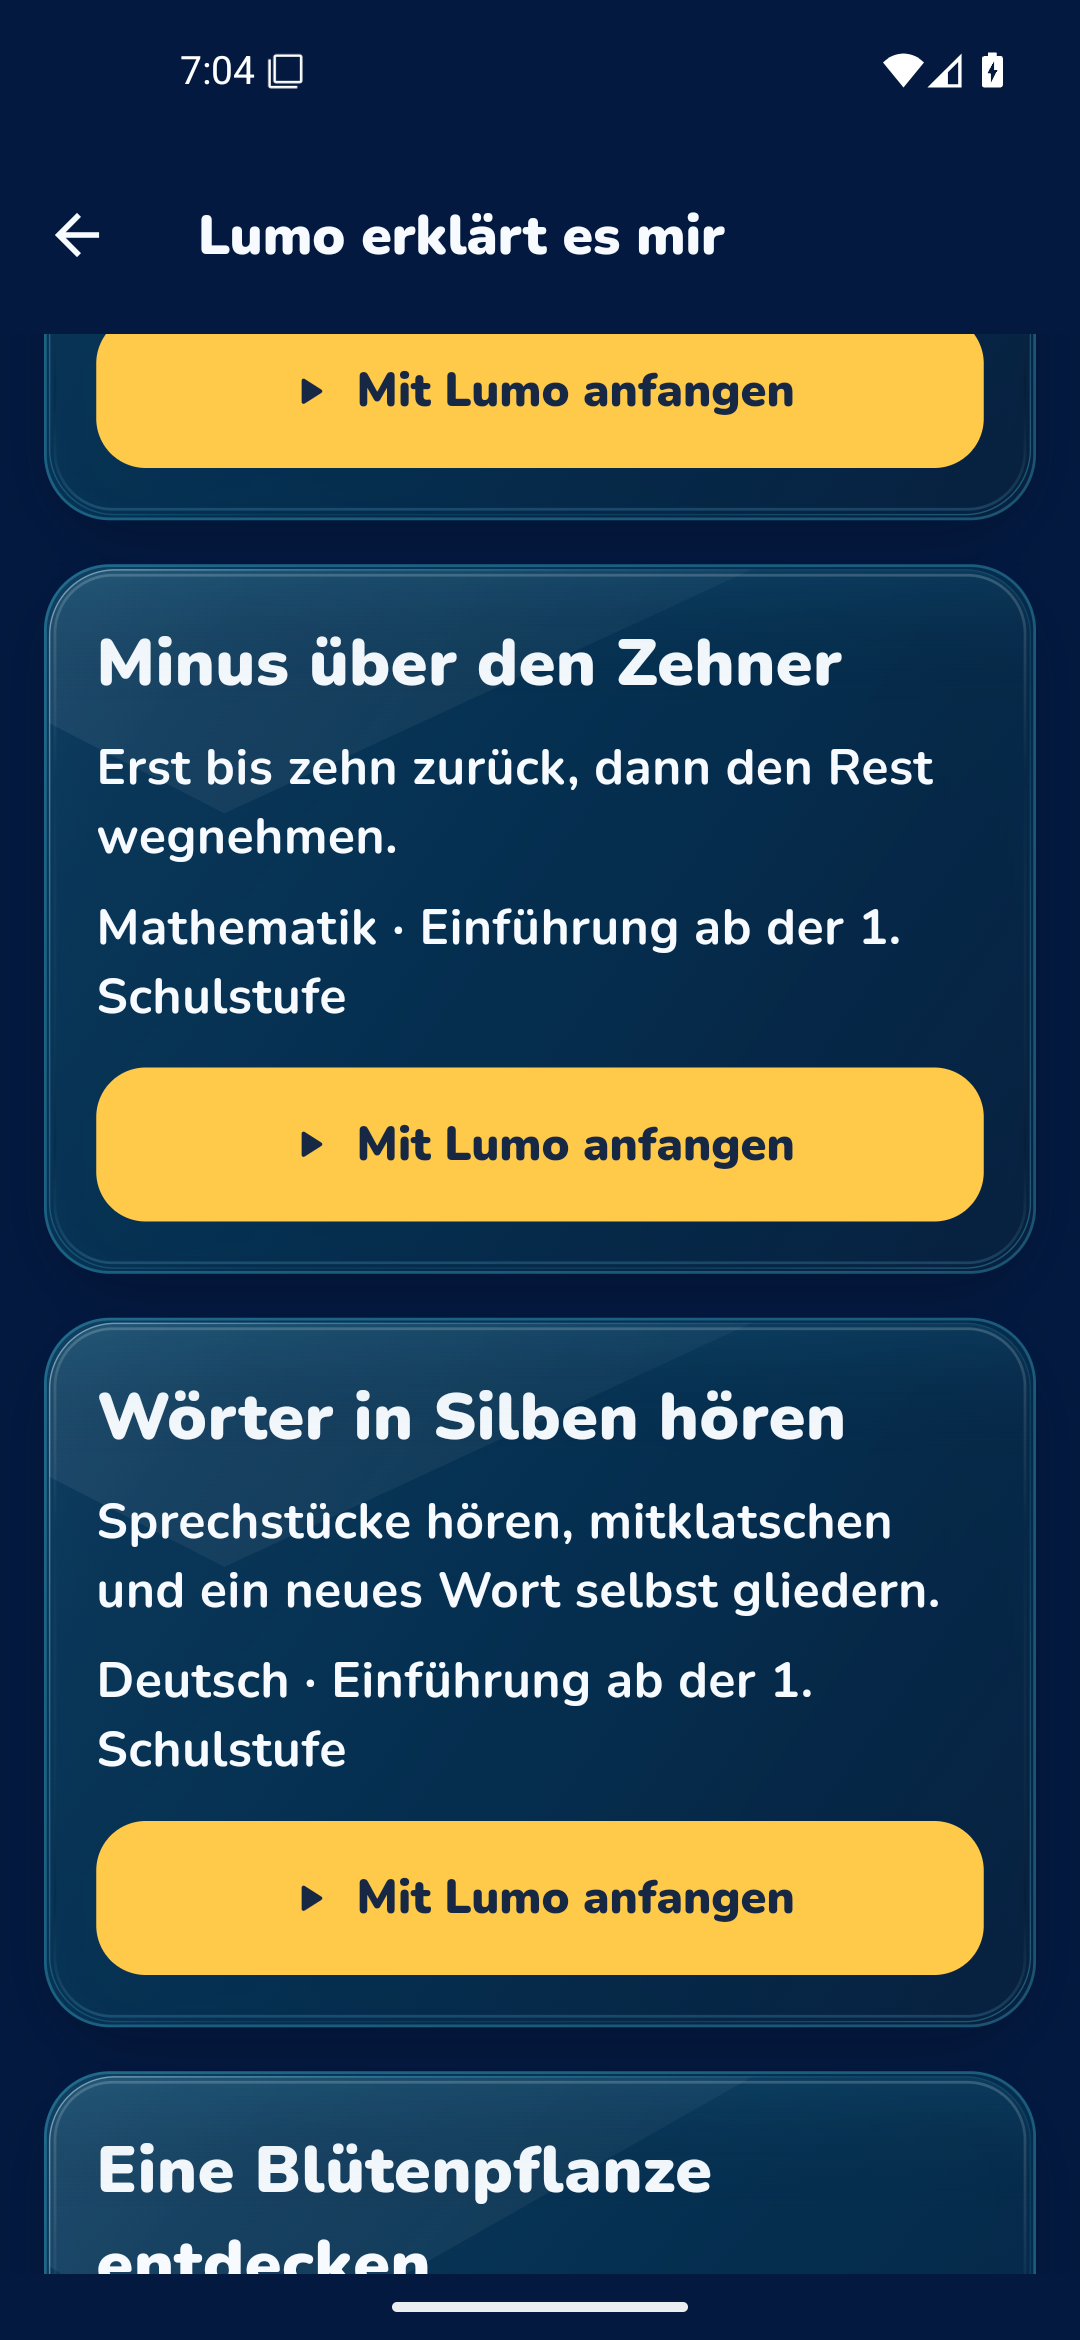 7:04
Lumo erklärt es mir
Mit Lumo anfangen
Minus über den Zehner
Erst bis zehn zurück, dann den Rest
wegnehmen.
Mathematik · Einführung ab der 1.
Schulstufe
Mit Lumo anfangen
Wörter in Silben hören
Sprechstücke hören, mitklatschen
und ein neues Wort selbst gliedern.
Deutsch · Einführung ab der 1.
Schulstufe
Mit Lumo anfangen
Eine Blütenpflanze
entdecken